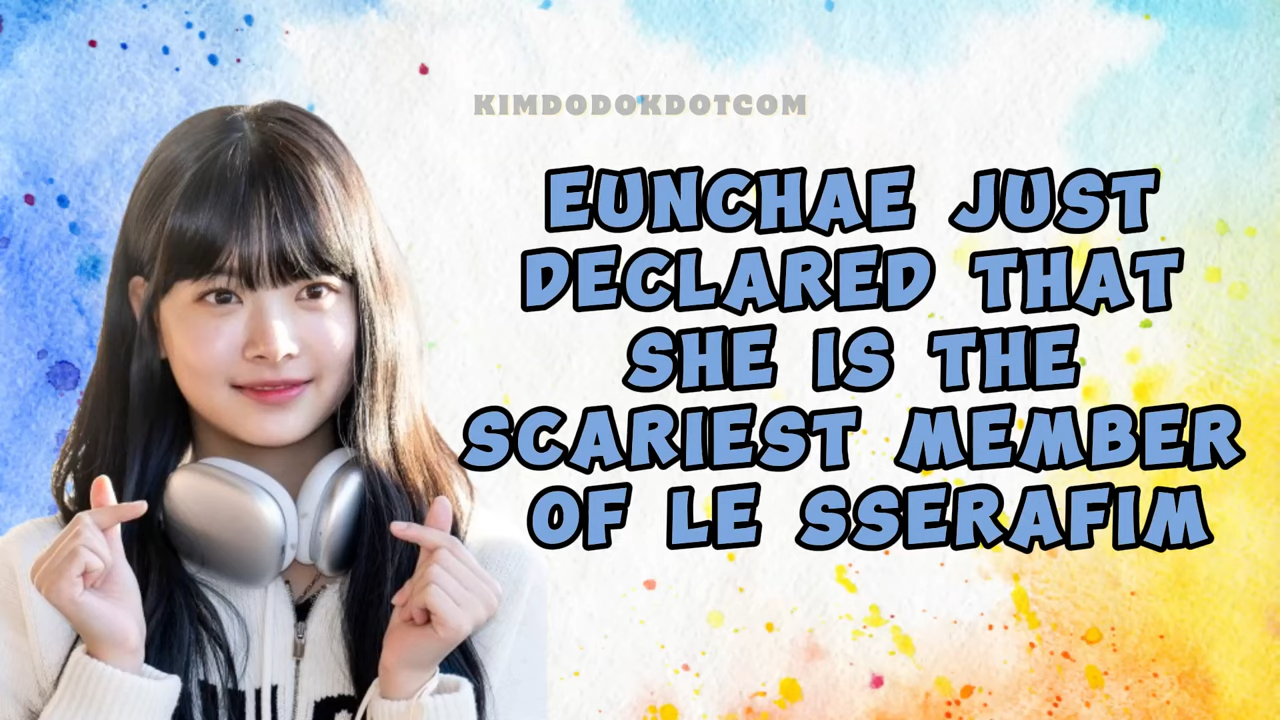 KIMDODOKDOTCOM
EUNCHAE JUST
DECLARED THAT
SHE IS THE
SCARIEST MEMBER
OF LE SSERAFIM